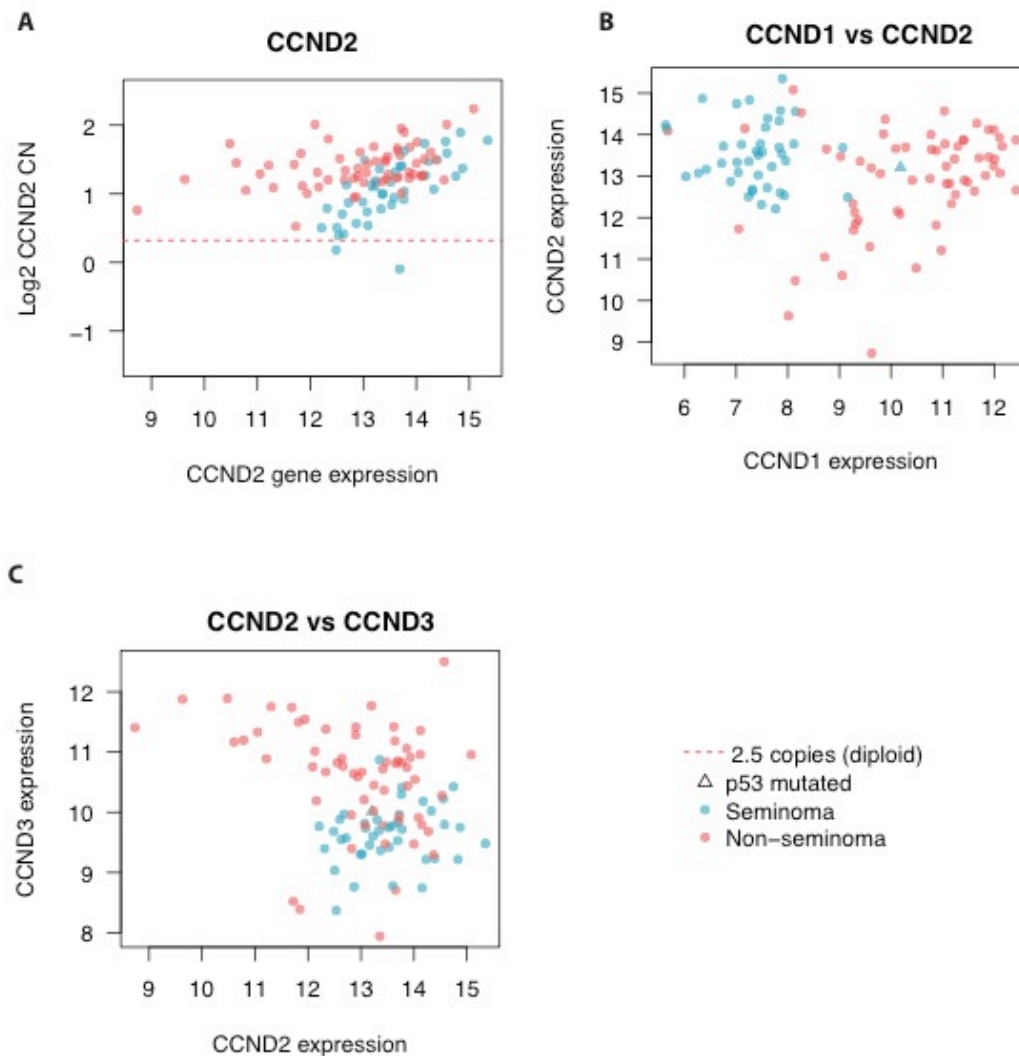 A
CCND2
Log2 CCND2 CN
2
1
0
−1
9 10 11 12 13 14 15
CCND2 gene expression
B
CCND1 vs CCND2
CCND2 expression
15
14
13
12
11
10
9
6 7 8 9 10 11 12
CCND1 expression
C
CCND2 vs CCND3
CCND3 expression
12
11
10
9
8
9 10 11 12 13 14 15
CCND2 expression
2.5 copies (diploid)
p53 mutated
Seminoma
Non−seminoma